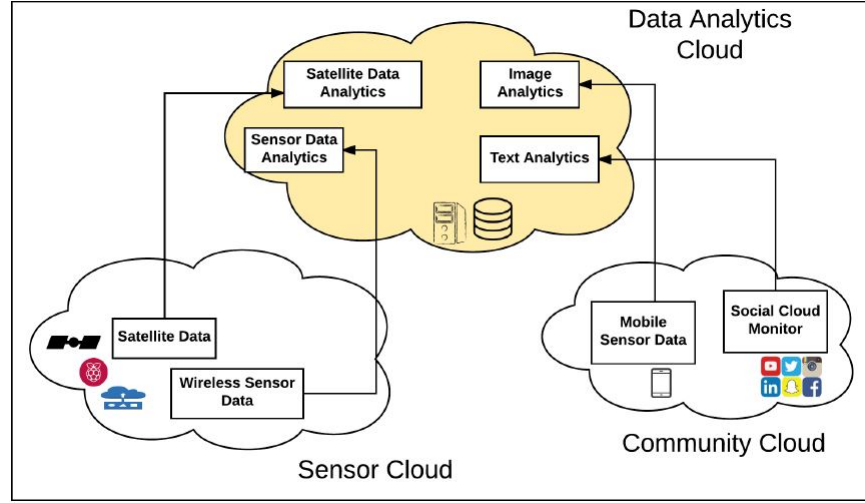 Data Analytics
Cloud
Satellite Data
Analytics
Image
Analytics
Sensor Data
Analytics
Text Analytics
Satellite Data
Wireless Sensor
Data
Mobile
Sensor Data
Social Cloud
Monitor
in
f
Sensor Cloud
Community Cloud